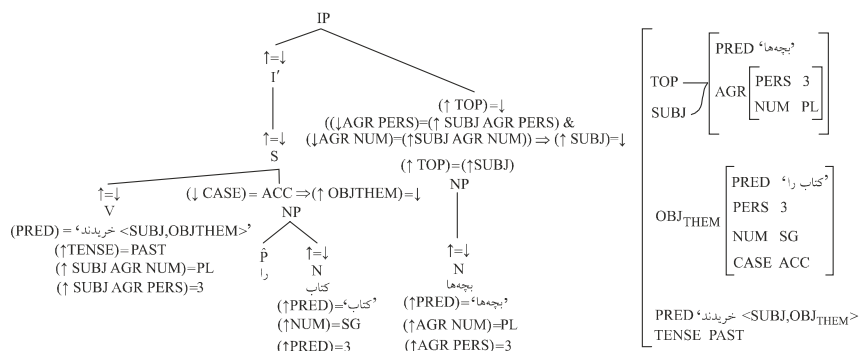 IP
↑=↓
I′
(↑ TOP)=↓
((↓AGR PERS)=(↑ SUBJ AGR PERS) &
(↓AGR NUM)=(↑SUBJ AGR NUM)) ⇒ (↑ SUBJ)=↓
(↑ TOP)=(↑SUBJ)
NP
↑=↓
S
↑=↓
V
(↓ CASE) = ACC ⇒(↑ OBJTHEM)=↓
NP
(PRED) = ‘خریدند <SUBJ,OBJTHEM>’
(↑TENSE)=PAST
(↑ SUBJ AGR NUM)=PL
(↑ SUBJ AGR PERS)=3
P̂
را
↑=↓
N
کتاب
(↑PRED)=‘کتاب’
(↑NUM)=SG
(↑PRED)=3
↑=↓
N
بچه‌ها
(↑PRED)=‘بچه‌ها’
(↑AGR NUM)=PL
(↑AGR PERS)=3
TOP
SUBJ
PRED ‘بچه‌ها’
AGR
PERS 3
NUM PL
OBJTHEM
PRED ‘کتاب را’
PERS 3
NUM SG
CASE ACC
PRED ‘خریدند <SUBJ,OBJTHEM>
TENSE PAST